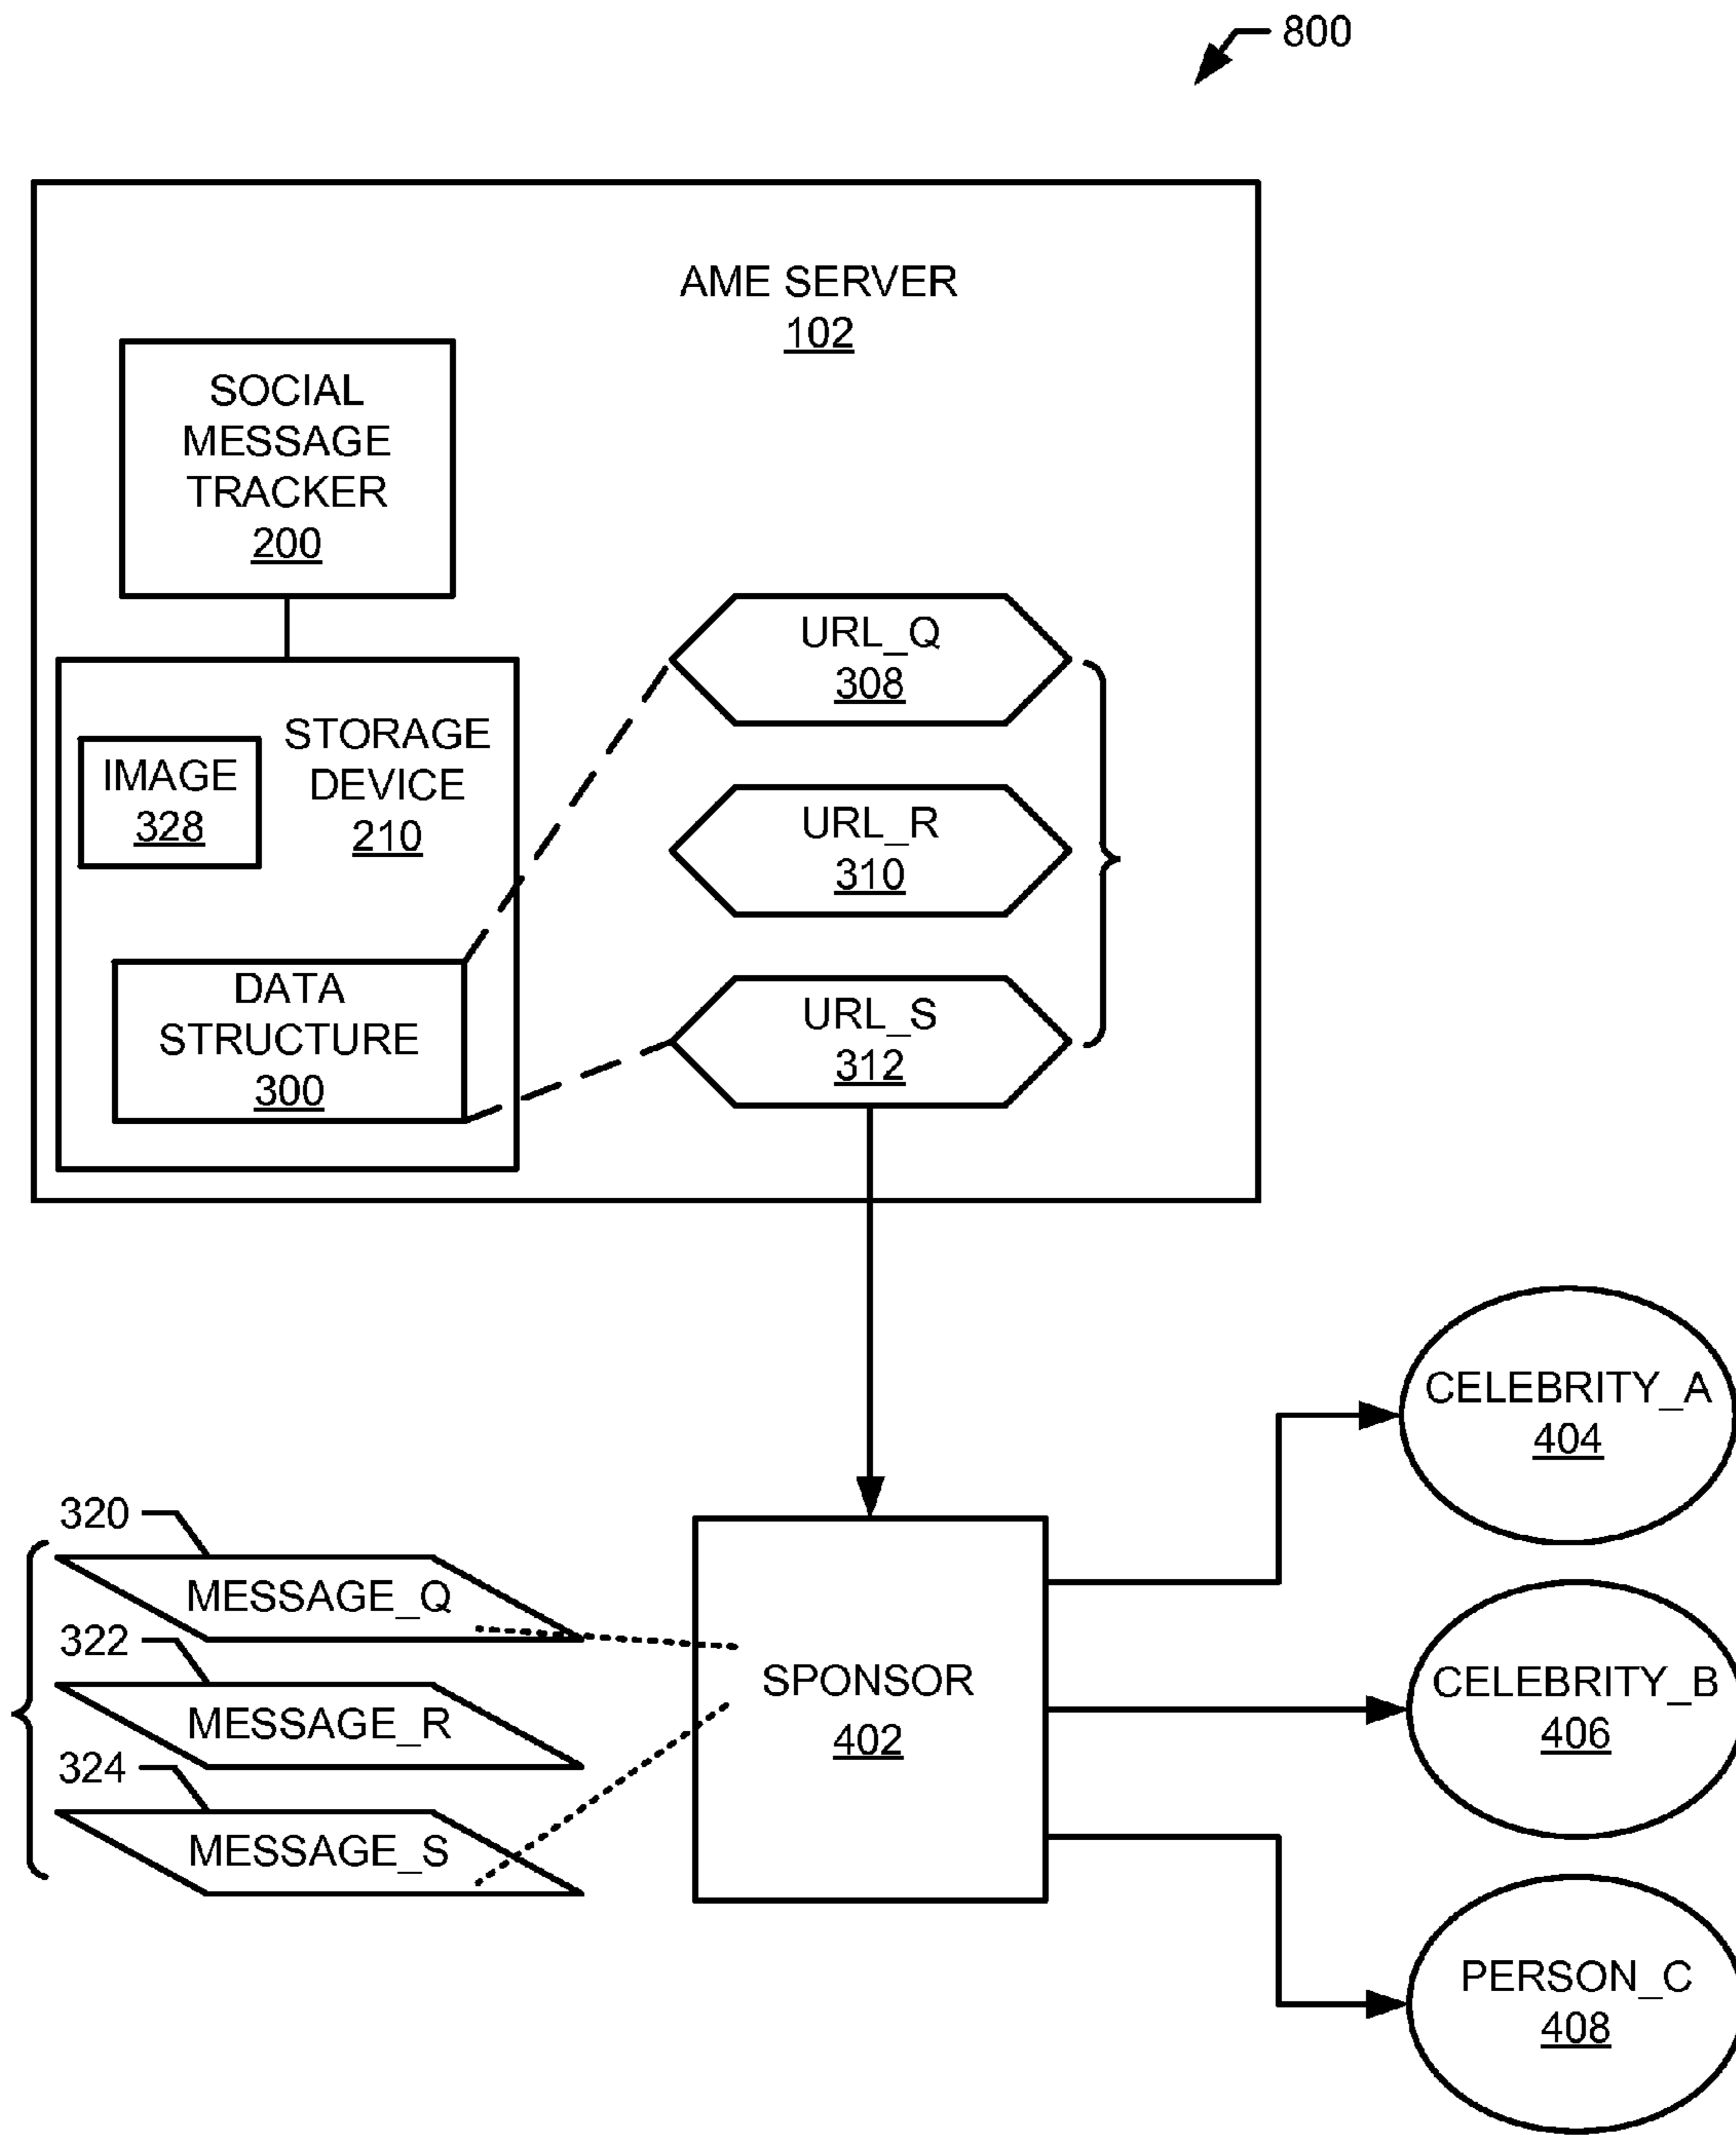 800
AME SERVER
102
SOCIAL
MESSAGE
TRACKER
200
URL_Q
308
STORAGE
DEVICE
210
IMAGE
328
URL_R
310
DATA
STRUCTURE
300
URL_S
312
CELEBRITY_A
404
320
MESSAGE_Q
322
MESSAGE_R
324
MESSAGE_S
SPONSOR
402
CELEBRITY_B
406
PERSON_C
408